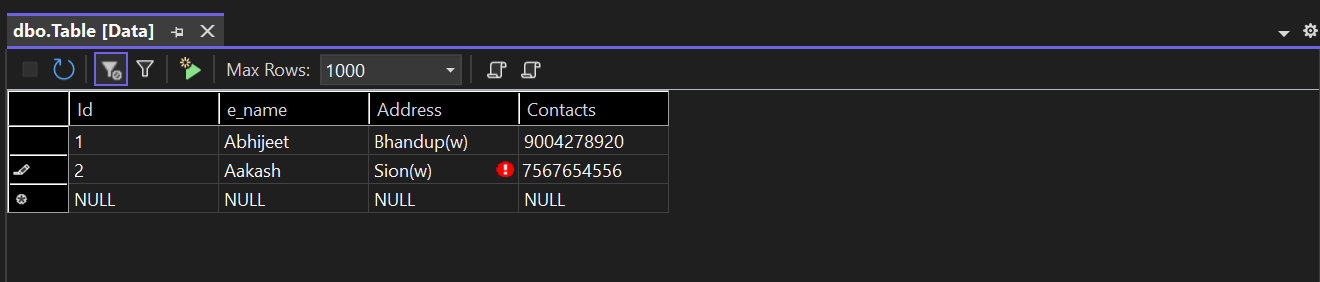 dbo.Table [Data]
Max Rows: 1000
Id e_name Address Contacts
1 Abhijeet Bhandup(w) 9004278920
2 Aakash Sion(w) 7567654556
NULL NULL NULL NULL